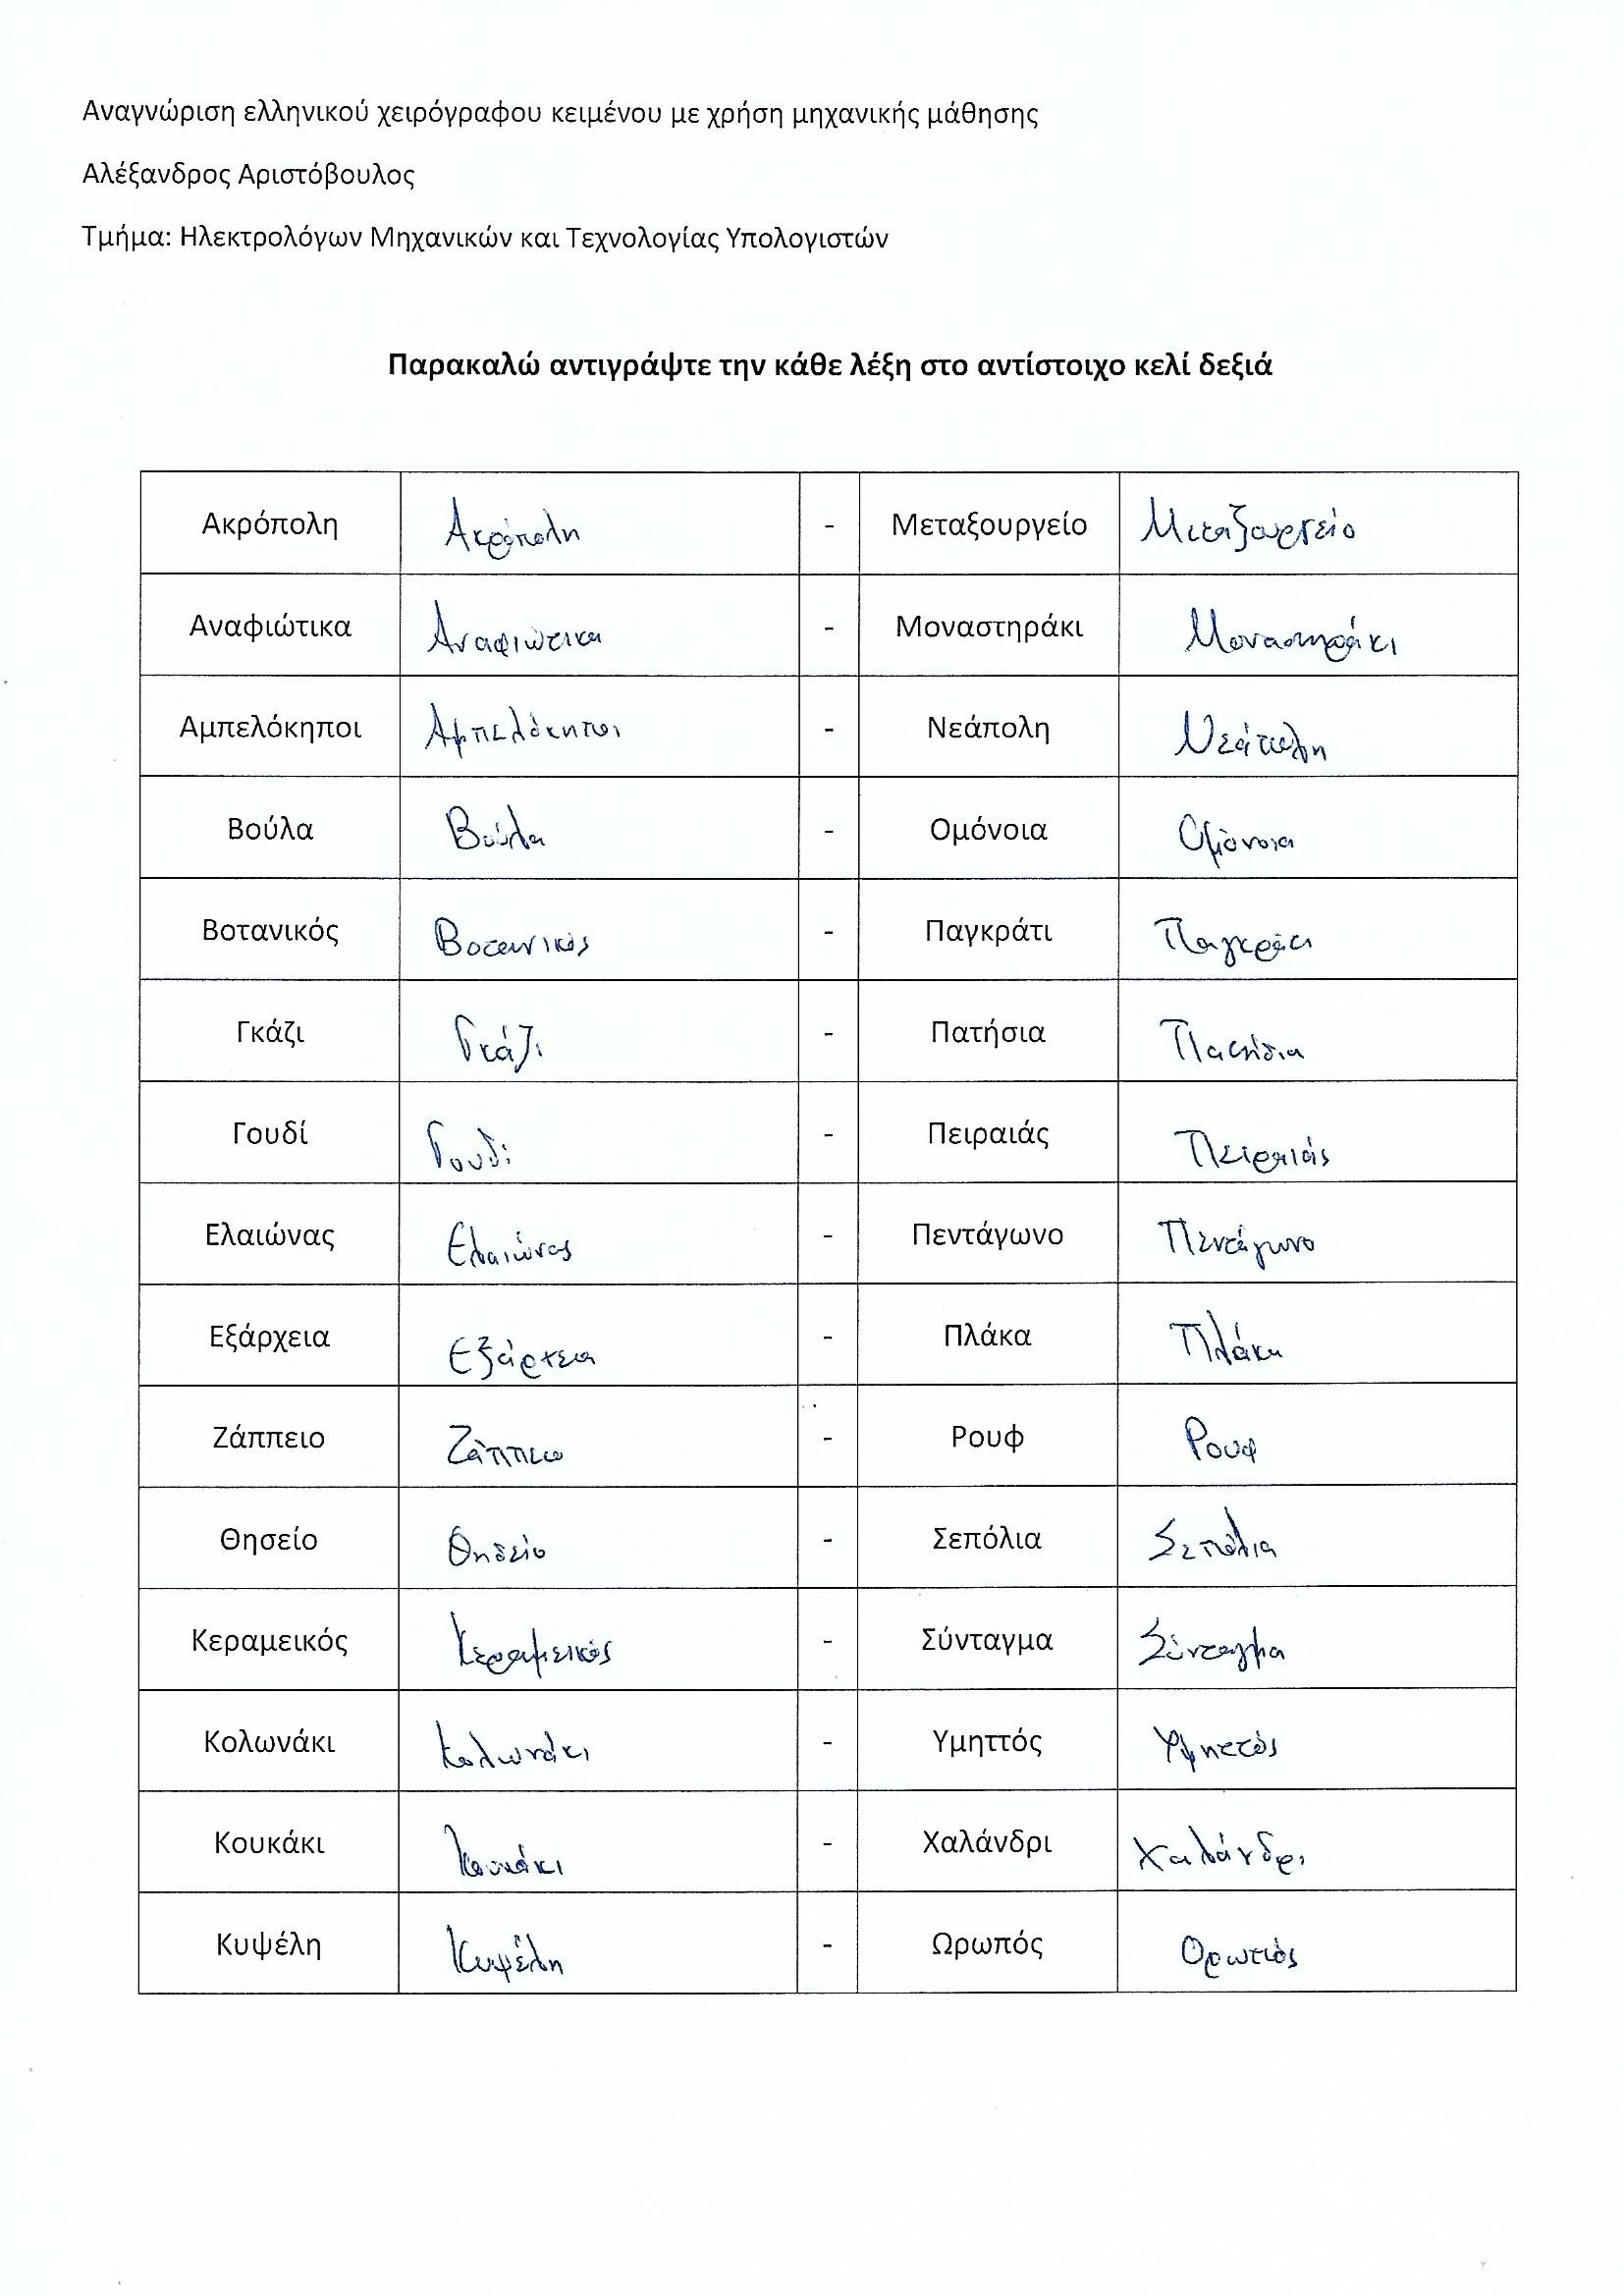 Αναγνώριση ελληνικού χειρόγραφου κειμένου με χρήση μηχανικής μάθησης
Αλέξανδρος Αριστόβουλος
Τμήμα: Ηλεκτρολόγων Μηχανικών και Τεχνολογίας Υπολογιστών
Παρακαλώ αντιγράψτε την κάθε λέξη στο αντίστοιχο κελί δεξιά
Ακρόπολη Ακρόπολη - Μεταξουργείο Μεταξουργείο
Αναφιώτικα Αναφιώτικα - Μοναστηράκι Μοναστηράκι
Αμπελόκηποι Αμπελόκηποι - Νεάπολη Νεάπολη
Βούλα Βούλα - Ομόνοια Ομόνοια
Βοτανικός Βοτανικός - Παγκράτι Παγκράτι
Γκάζι Γκάζι - Πατήσια Πατήσια
Γουδί Γουδί - Πειραιάς Πειραιάς
Ελαιώνας Ελαιώνας - Πεντάγωνο Πεντάγωνο
Εξάρχεια Εξάρχεια - Πλάκα Πλάκα
Ζάππειο Ζάππειο - Ρουφ Ρουφ
Θησείο Θησείο - Σεπόλια Σεπόλια
Κεραμεικός Κεραμεικός - Σύνταγμα Σύνταγμα
Κολωνάκι Κολωνάκι - Υμηττός Υμηττός
Κουκάκι Κουκάκι - Χαλάνδρι Χαλάνδρι
Κυψέλη Κυψέλη - Ωρωπός Ορωπός